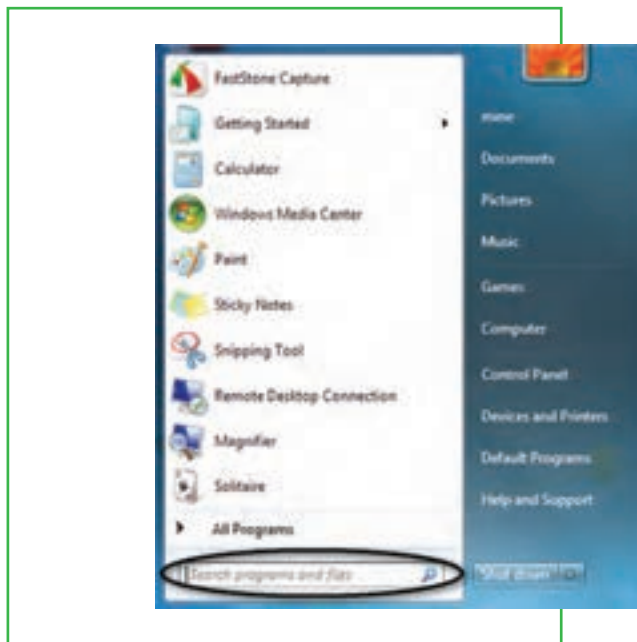 FastStone Capture
Getting Started
Calculator
Windows Media Center
Paint
Sticky Notes
Snipping Tool
Remote Desktop Connection
Magnifier
Solitaire
All Programs
Search programs and files
mine
Documents
Pictures
Music
Games
Computer
Control Panel
Devices and Printers
Default Programs
Help and Support
Shut down